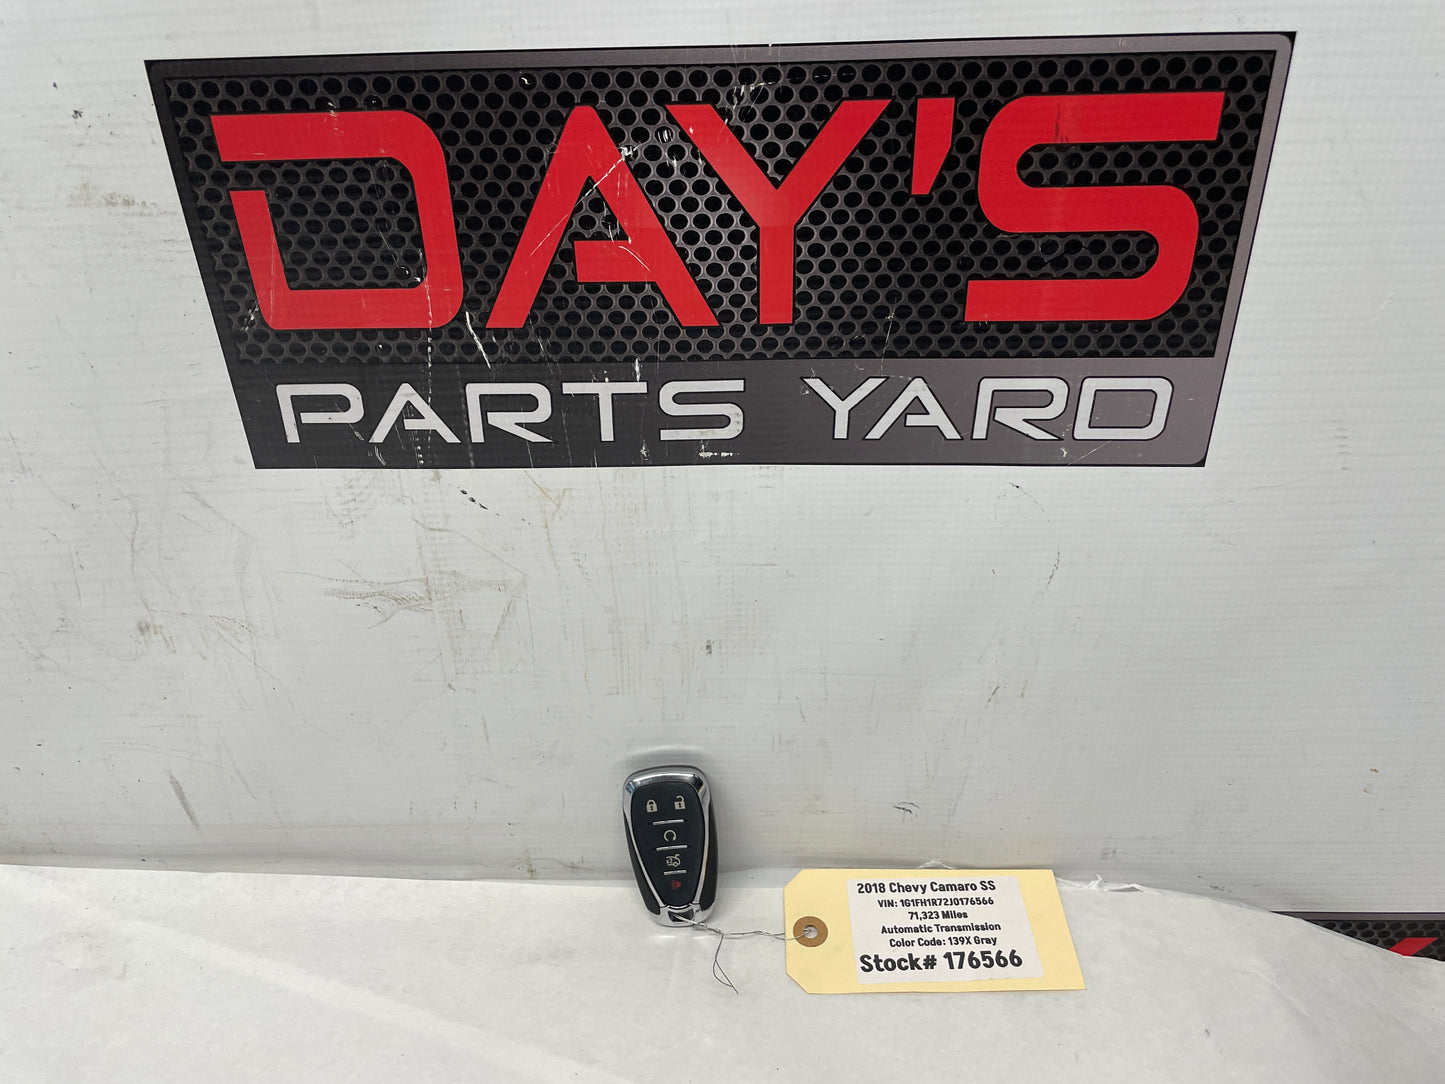 DAY'S
PARTS YARD
2018 Chevy Camaro SS
VIN: 1G1FH1R72J0176566
71,323 Miles
Automatic Transmission
Color Code: 139X Gray
Stock# 176566